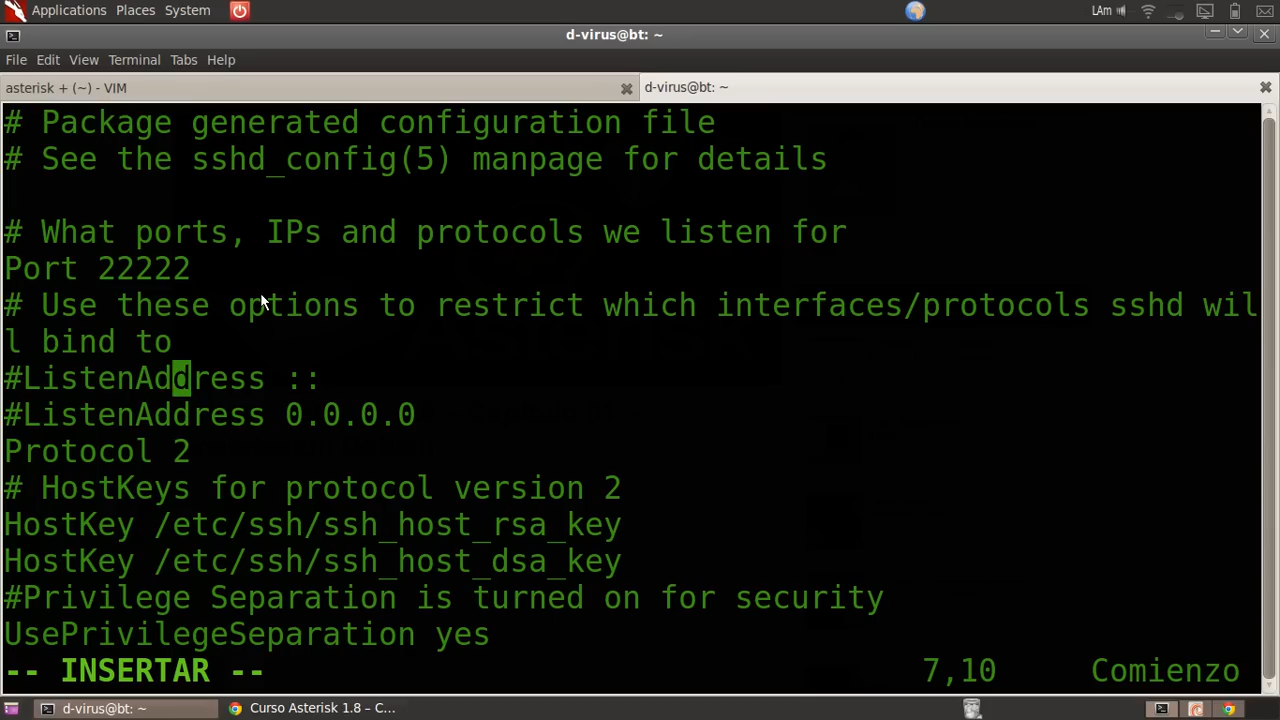 Applications Places System LAm
d-virus@bt: ~
File Edit View Terminal Tabs Help
asterisk + (~) - VIM d-virus@bt: ~
# Package generated configuration file
# See the sshd_config(5) manpage for details
# What ports, IPs and protocols we listen for
Port 22222
# Use these options to restrict which interfaces/protocols sshd wil
l bind to
#ListenAddress ::
#ListenAddress 0.0.0.0
Protocol 2
# HostKeys for protocol version 2
HostKey /etc/ssh/ssh_host_rsa_key
HostKey /etc/ssh/ssh_host_dsa_key
#Privilege Separation is turned on for security
UsePrivilegeSeparation yes
-- INSERTAR -- 7,10 Comienzo
d-virus@bt: ~ Curso Asterisk 1.8 – C...